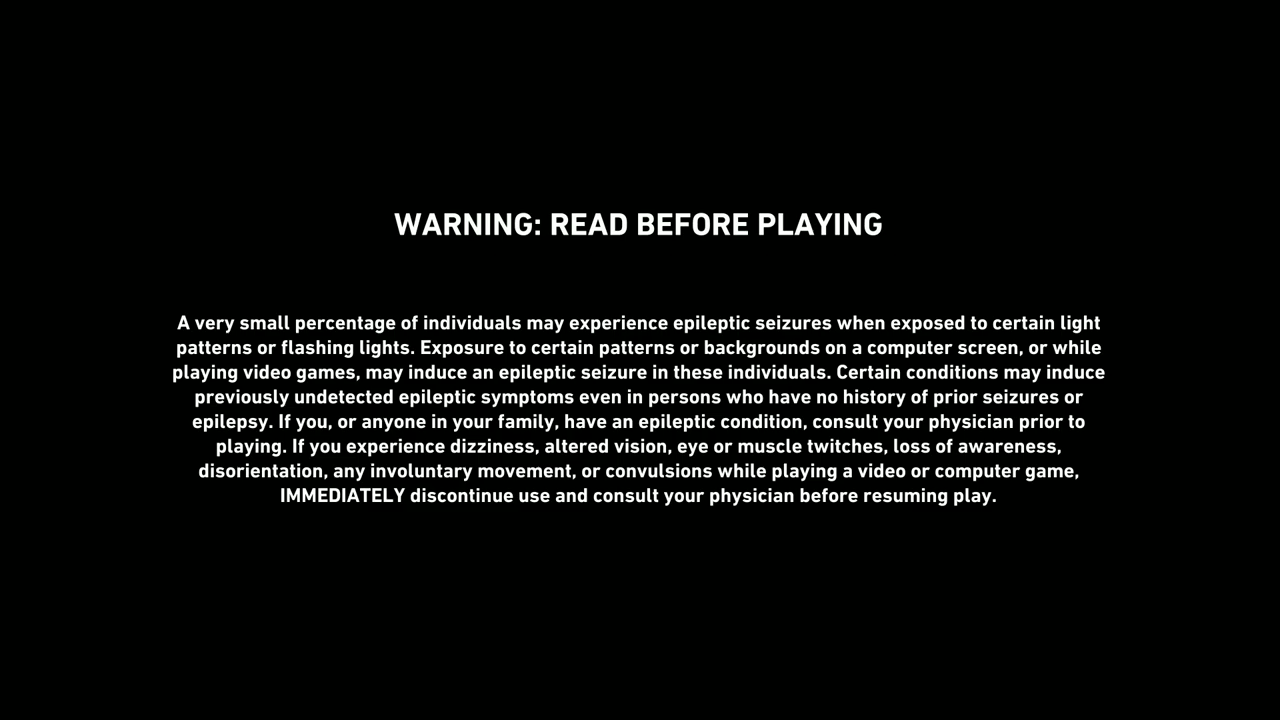 WARNING: READ BEFORE PLAYING
A very small percentage of individuals may experience epileptic seizures when exposed to certain light
patterns or flashing lights. Exposure to certain patterns or backgrounds on a computer screen, or while
playing video games, may induce an epileptic seizure in these individuals. Certain conditions may induce
previously undetected epileptic symptoms even in persons who have no history of prior seizures or
epilepsy. If you, or anyone in your family, have an epileptic condition, consult your physician prior to
playing. If you experience dizziness, altered vision, eye or muscle twitches, loss of awareness,
disorientation, any involuntary movement, or convulsions while playing a video or computer game,
IMMEDIATELY discontinue use and consult your physician before resuming play.